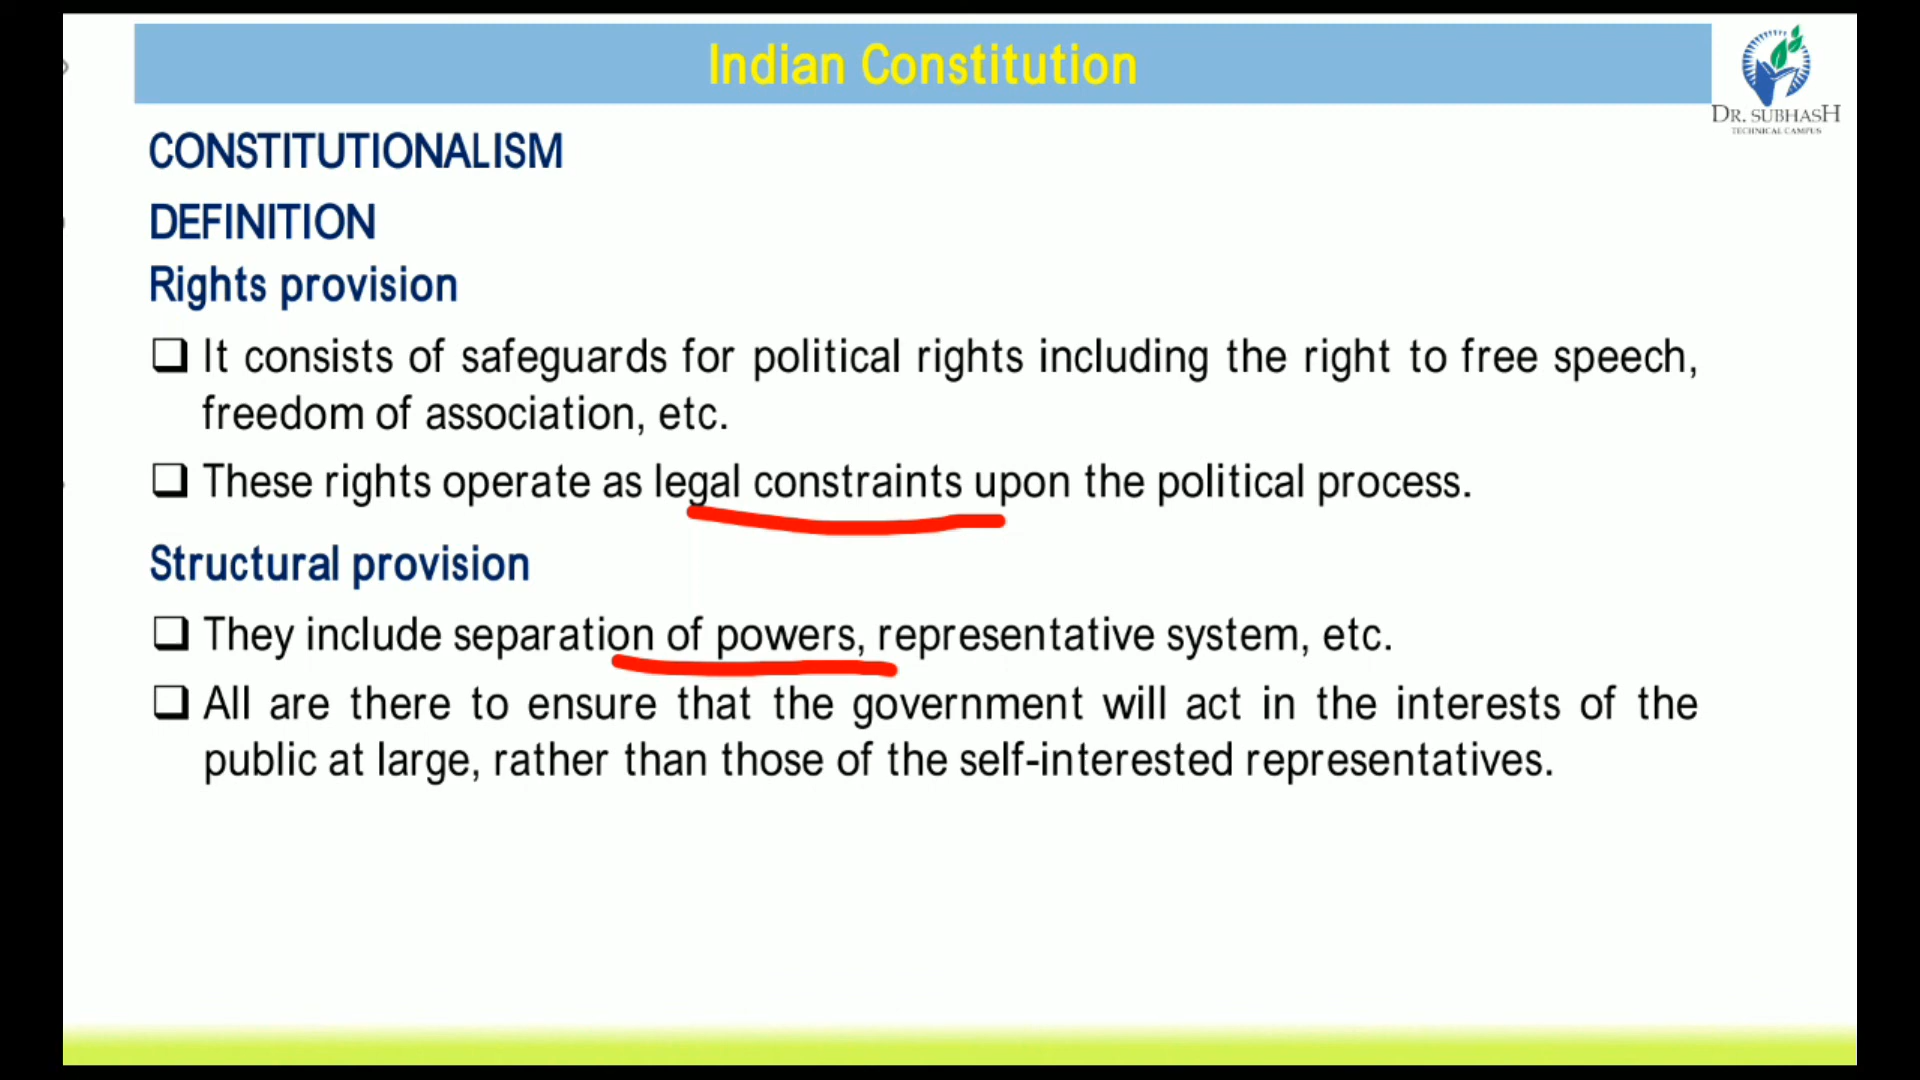 Indian Constitution
DR. SUBHASH
TECHNICAL CAMPUS
CONSTITUTIONALISM
DEFINITION
Rights provision
❑ It consists of safeguards for political rights including the right to free speech,
freedom of association, etc.
❑ These rights operate as legal constraints upon the political process.
Structural provision
❑ They include separation of powers, representative system, etc.
❑ All are there to ensure that the government will act in the interests of the
public at large, rather than those of the self-interested representatives.